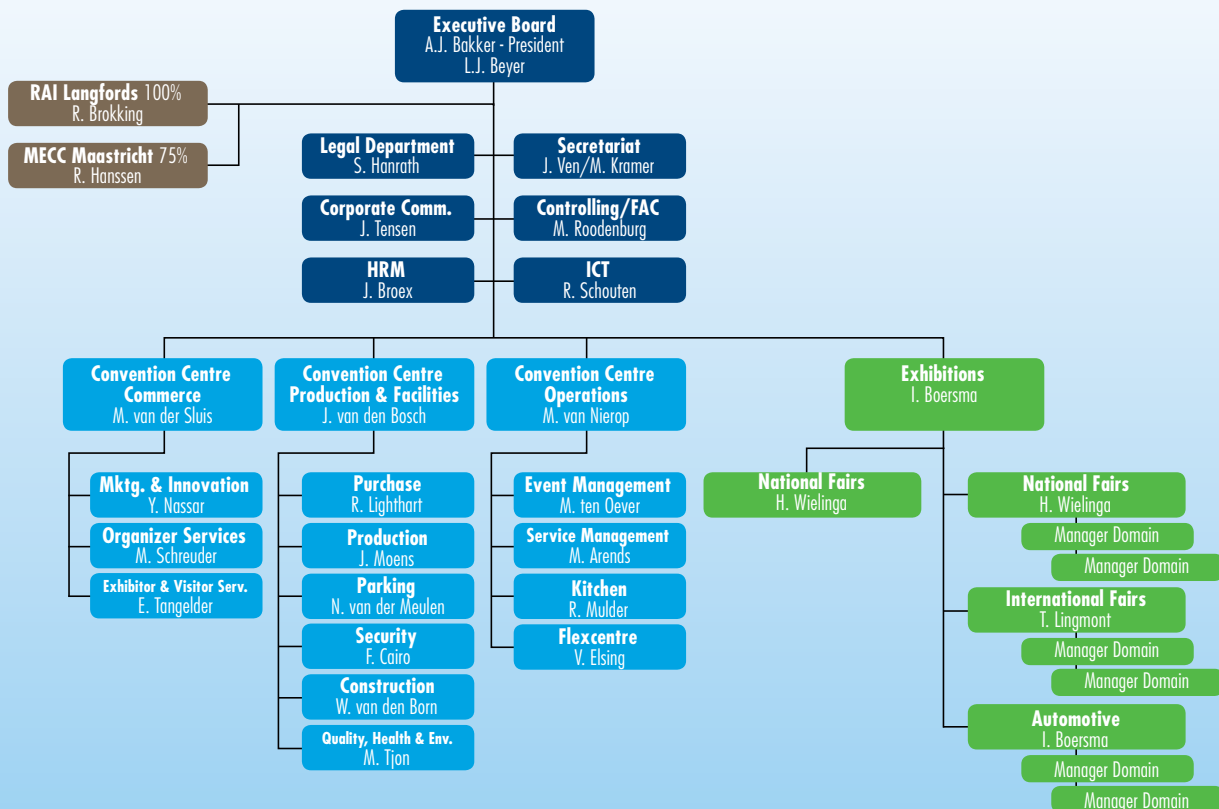 Executive Board
A.J. Bakker - President
L.J. Beyer
RAI Langfords 100%
R. Brokking
MECC Maastricht 75%
R. Hanssen
Legal Department
S. Hanrath
Secretariat
J. Ven/M. Kramer
Corporate Comm.
J. Tensen
Controlling/FAC
M. Roodenburg
HRM
J. Broex
ICT
R. Schouten
Convention Centre
Commerce
M. van der Sluis
Mktg. & Innovation
Y. Nassar
Organizer Services
M. Schreuder
Exhibitor & Visitor Serv.
E. Tangelder
Convention Centre
Production & Facilities
J. van den Bosch
Purchase
R. Lighthart
Production
J. Moens
Parking
N. van der Meulen
Security
F. Cairo
Construction
W. van den Born
Quality, Health & Env.
M. Tjon
Convention Centre
Operations
M. van Nierop
Event Management
M. ten Oever
Service Management
M. Arends
Kitchen
R. Mulder
Flexcentre
V. Elsing
Exhibitions
I. Boersma
National Fairs
H. Wielinga
National Fairs
H. Wielinga
Manager Domain
Manager Domain
International Fairs
T. Lingmont
Manager Domain
Manager Domain
Automotive
I. Boersma
Manager Domain
Manager Domain